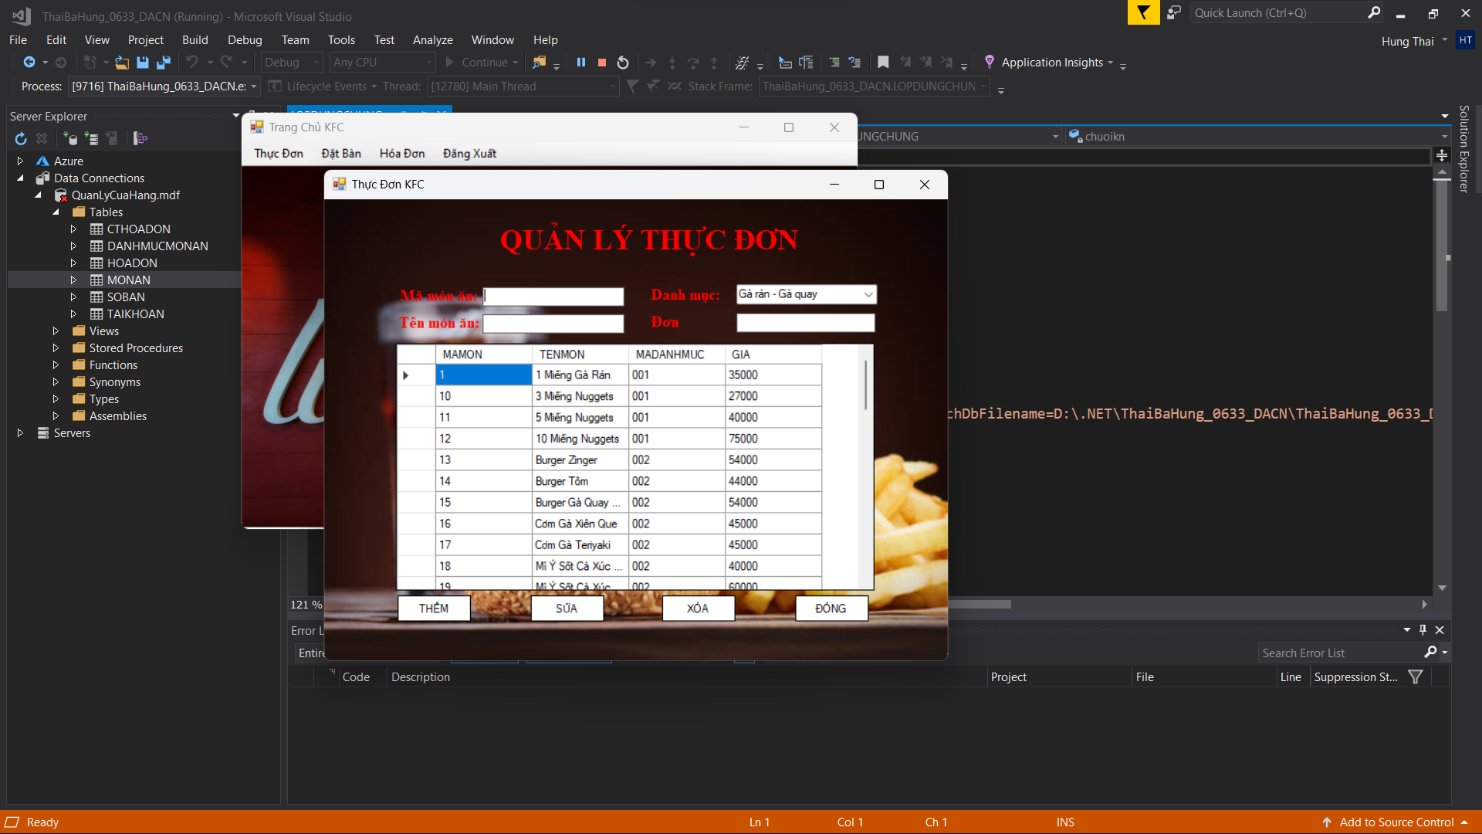 ThaiBaHung_0633_DACN (Running) - Microsoft Visual Studio
Quick Launch (Ctrl+Q)
File Edit View Project Build Debug Team Tools Test Analyze Window Help
Hung Thai HT
Debug Any CPU Continue Application Insights
Process: [9716] ThaiBaHung_0633_DACN.e: Lifecycle Events Thread: [12780] Main Thread Stack Frame: ThaiBaHung_0633_DACN.LOPDUNGCHUN
Server Explorer
Azure
Data Connections
QuanLyCuaHang.mdf
Tables
CTHOADON
DANHMUCMONAN
HOADON
MONAN
SOBAN
TAIKHOAN
Views
Stored Procedures
Functions
Synonyms
Types
Assemblies
Servers
Trang Chủ KFC
Thực Đơn Đặt Bàn Hóa Đơn Đăng Xuất
UNGCHUNG chuoikn
Solution Explorer
Thực Đơn KFC
QUẢN LÝ THỰC ĐƠN
Mã món ăn: Danh mục: Gà rán - Gà quay
Tên món ăn: Đơn
MAMON TENMON MADANHMUC GIA
1 1 Miếng Gà Rán 001 35000
10 3 Miếng Nuggets 001 27000
11 5 Miếng Nuggets 001 40000
12 10 Miếng Nuggets 001 75000
13 Burger Zinger 002 54000
14 Burger Tôm 002 44000
15 Burger Gà Quay ... 002 54000
16 Cơm Gà Xiên Que 002 45000
17 Cơm Gà Teriyaki 002 45000
18 Mì Ý Sốt Cà Xúc ... 002 40000
19 Mì Ý Sốt Cà Xúc ... 002 60000
THÊM SỬA XÓA ĐÓNG
chDbFilename=D:\.NET\ThaiBaHung_0633_DACN\ThaiBaHung_0633_D
121 %
Error L
Entire
Search Error List
Code Description Project File Line Suppression St...
Ready Ln 1 Col 1 Ch 1 INS Add to Source Control